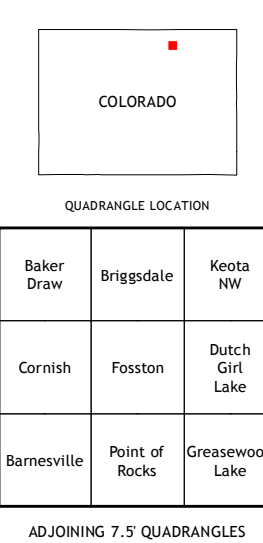 COLORADO
QUADRANGLE LOCATION
Baker
Draw
Briggsdale
Keota
NW
Cornish
Fosston
Dutch
Girl
Lake
Barnesville
Point of
Rocks
Greasewoo
Lake
ADJOINING 7.5' QUADRANGLES